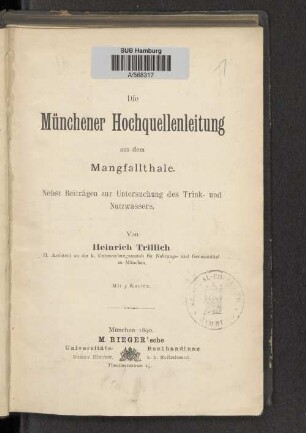 SUB Hamburg
A/568317
1
Die
Münchener Hochquellenleitung
aus dem
Mangfallthale.
Nebst Beiträgen zur Untersuchung des Trink- und
Nutzwassers.
Von
Heinrich Trillich
II. Assistent an der k. Untersuchungsanstalt für Nahrungs- und Genussmittel
in München.
Mit 3 Karten.
München 1890.
M. RIEGER'sche
Universitäts- Buchhandlung
k. b. Hoflieferant.